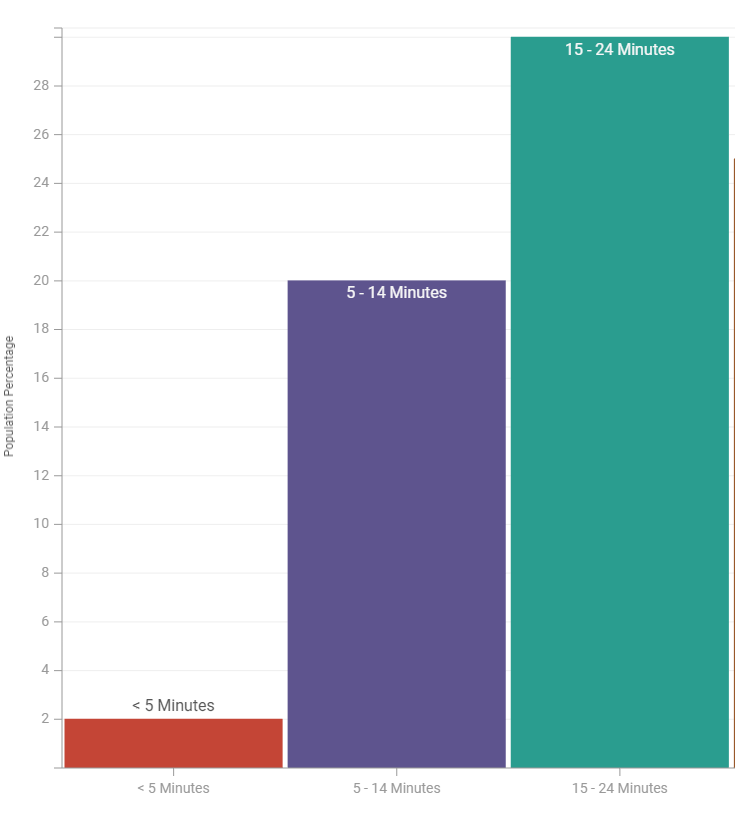 15 - 24 Minutes
28
26
24
22
20
5 - 14 Minutes
18
16
Population Percentage
14
12
10
8
6
4
< 5 Minutes
2
< 5 Minutes
5 - 14 Minutes
15 - 24 Minutes